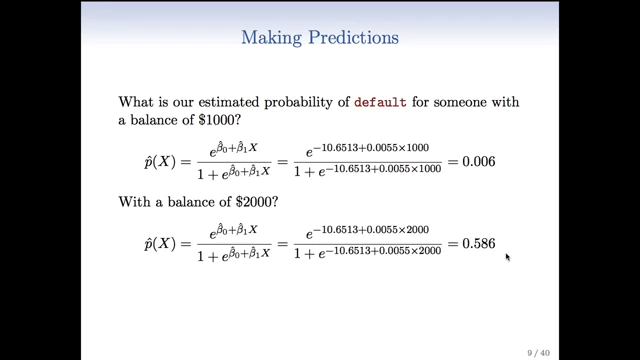 Making Predictions
What is our estimated probability of default for someone with
a balance of $1000?
p̂(X) = e^{β̂₀+β̂₁X} / (1 + e^{β̂₀+β̂₁X}) = e^{−10.6513+0.0055×1000} / (1 + e^{−10.6513+0.0055×1000}) = 0.006
With a balance of $2000?
p̂(X) = e^{β̂₀+β̂₁X} / (1 + e^{β̂₀+β̂₁X}) = e^{−10.6513+0.0055×2000} / (1 + e^{−10.6513+0.0055×2000}) = 0.586
9 / 40